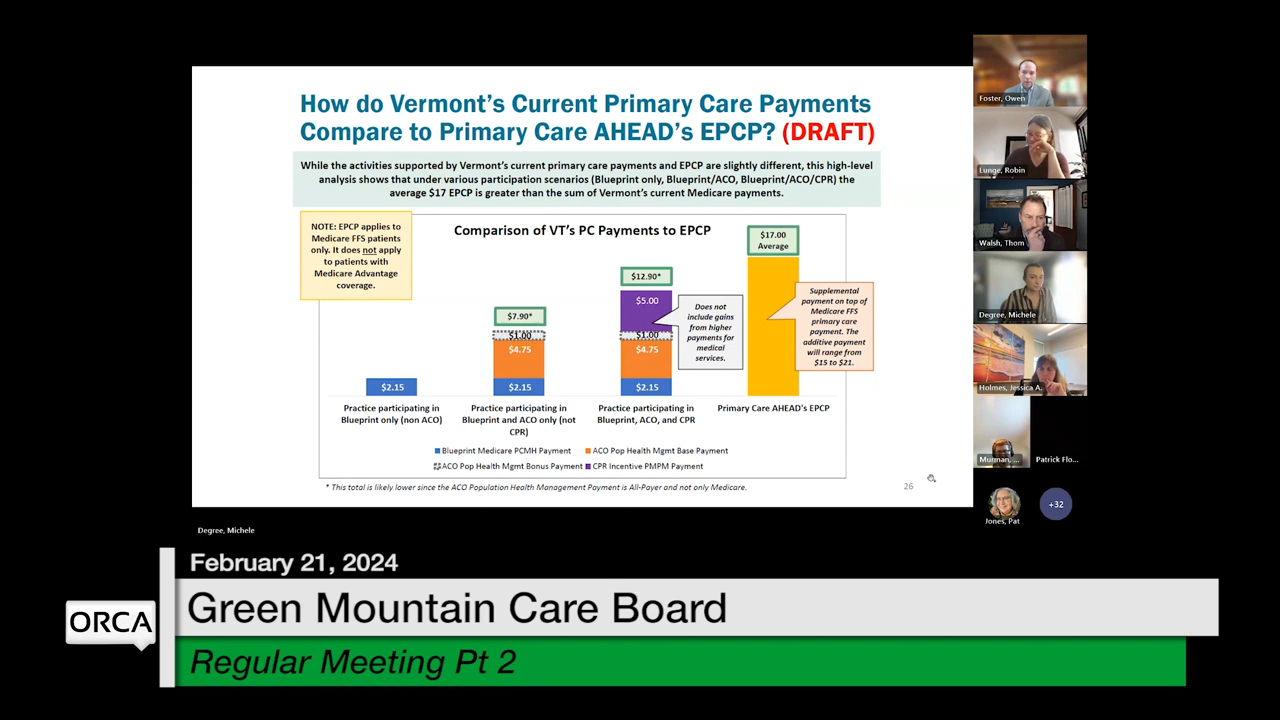 How do Vermont's Current Primary Care Payments
Compare to Primary Care AHEAD's EPCP? (DRAFT)
While the activities supported by Vermont's current primary care payments and EPCP are slightly different, this high-level
analysis shows that under various participation scenarios (Blueprint only, Blueprint/ACO, Blueprint/ACO/CPR) the
average $17 EPCP is greater than the sum of Vermont's current Medicare payments.
NOTE: EPCP applies to
Medicare FFS patients
only. It does not apply
to patients with
Medicare Advantage
coverage.
Comparison of VT's PC Payments to EPCP
$2.15
$7.90*
$1.00
$4.75
$2.15
$12.90*
$5.00
$1.00
$4.75
$2.15
Does not
include gains
from higher
payments for
medical
services.
$17.00
Average
Supplemental
payment on top of
Medicare FFS
primary care
payment. The
additive payment
will range from
$15 to $21.
Practice participating in
Blueprint only (non ACO)
Practice participating in
Blueprint and ACO only (not
CPR)
Practice participating in
Blueprint, ACO, and CPR
Primary Care AHEAD's EPCP
Blueprint Medicare PCMH Payment
ACO Pop Health Mgmt Base Payment
ACO Pop Health Mgmt Bonus Payment
CPR Incentive PMPM Payment
* This total is likely lower since the ACO Population Health Management Payment is All-Payer and not only Medicare.
26
Foster, Owen
Lunge, Robin
Walsh, Thom
Degree, Michele
Holmes, Jessica A.
Murman, ...
Patrick Flo...
Jones, Pat
+32
Degree, Michele
February 21, 2024
ORCA
Green Mountain Care Board
Regular Meeting Pt 2